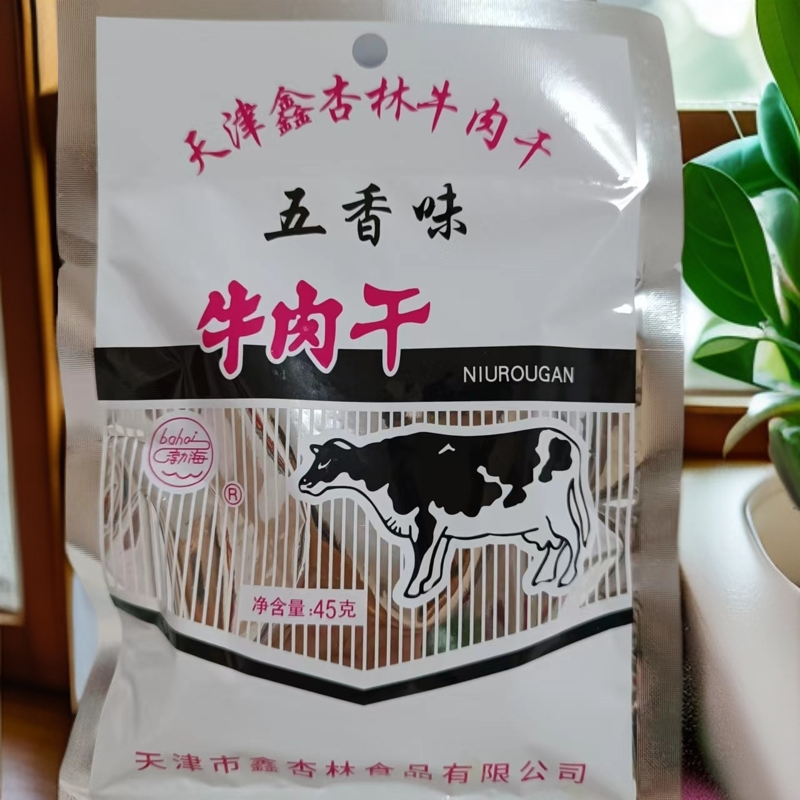 天津鑫杏林牛肉干
五香味
牛肉干
NIUROUGAN
bohai
渤海
®
净含量:45克
天津市鑫杏林食品有限公司